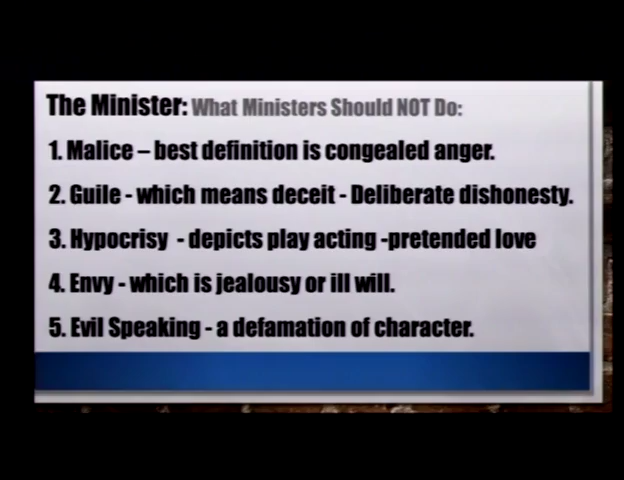 The Minister: What Ministers Should NOT Do:
1. Malice – best definition is congealed anger.
2. Guile - which means deceit - Deliberate dishonesty.
3. Hypocrisy - depicts play acting -pretended love
4. Envy - which is jealousy or ill will.
5. Evil Speaking - a defamation of character.